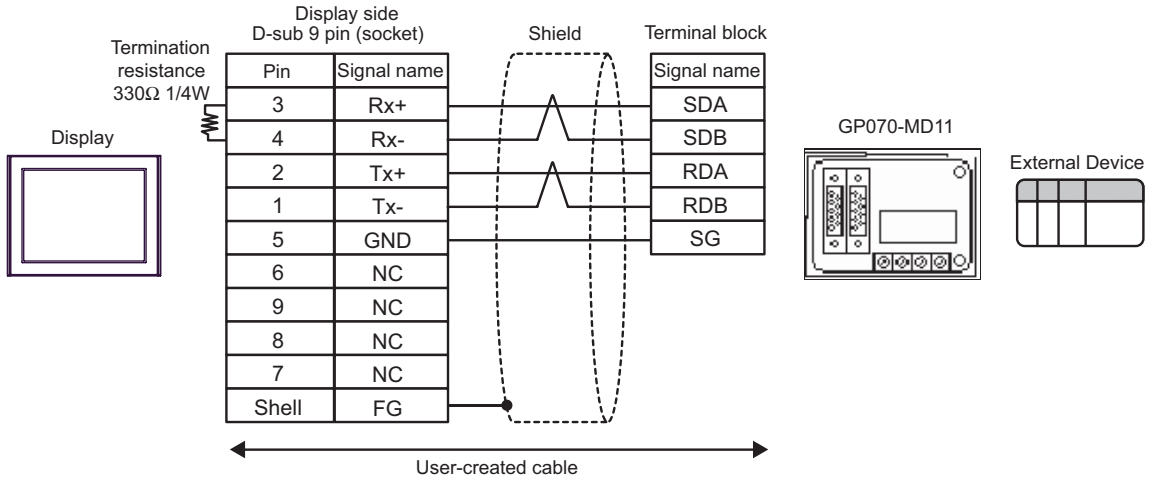 Display side
D-sub 9 pin (socket)
Shield
Terminal block
Termination
resistance
330Ω 1/4W
Pin Signal name
Signal name
3 Rx+ SDA
4 Rx- SDB
2 Tx+ RDA
1 Tx- RDB
5 GND SG
6 NC
9 NC
8 NC
7 NC
Shell FG
Display
GP070-MD11
External Device
User-created cable